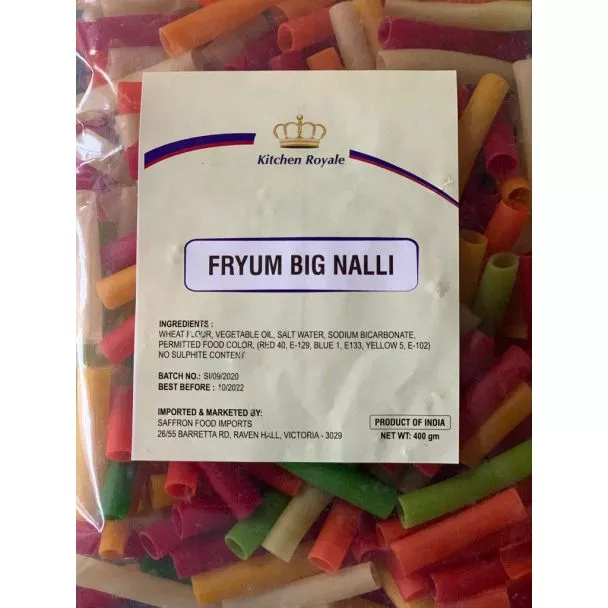 Kitchen Royale
FRYUM BIG NALLI
INGREDIENTS :
WHEAT FLOUR, VEGETABLE OIL, SALT WATER, SODIUM BICARBONATE,
PERMITTED FOOD COLOR, (RED 40, E-129, BLUE 1, E133, YELLOW 5, E-102)
NO SULPHITE CONTENT
BATCH NO.: SI/09/2020
BEST BEFORE : 10/2022
IMPORTED & MARKETED BY:
SAFFRON FOOD IMPORTS
26/55 BARRETTA RD, RAVEN HALL, VICTORIA - 3029
PRODUCT OF INDIA
NET WT: 400 gm